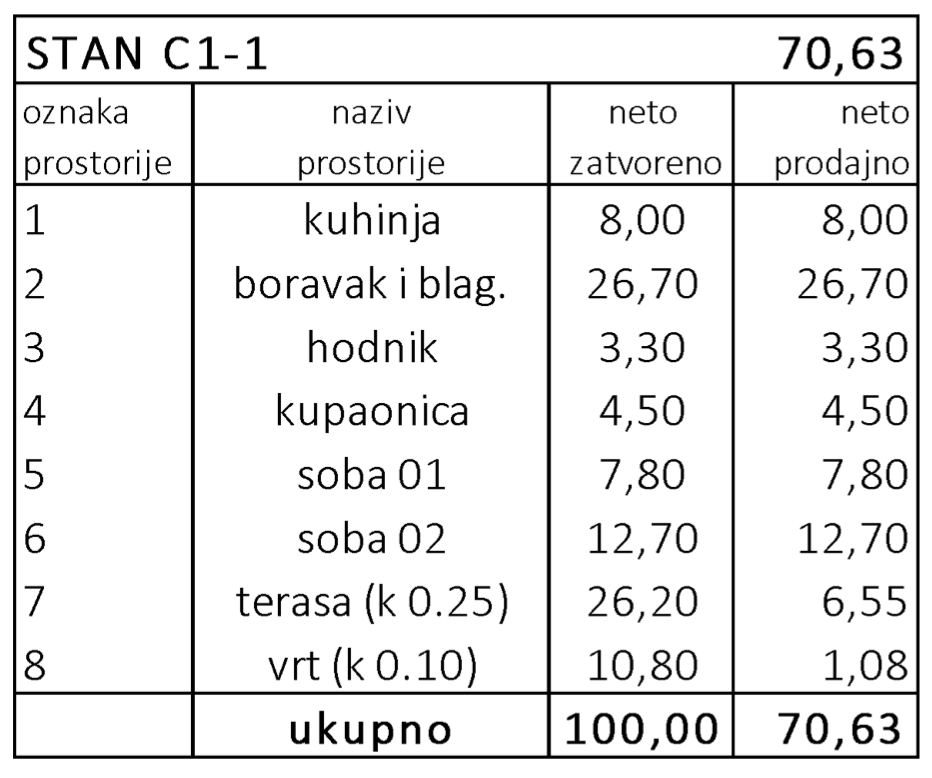 STAN C1-1 70,63
oznaka prostorije naziv prostorije neto zatvoreno neto prodajno
1 kuhinja 8,00 8,00
2 boravak i blag. 26,70 26,70
3 hodnik 3,30 3,30
4 kupaonica 4,50 4,50
5 soba 01 7,80 7,80
6 soba 02 12,70 12,70
7 terasa (k 0.25) 26,20 6,55
8 vrt (k 0.10) 10,80 1,08
ukupno 100,00 70,63